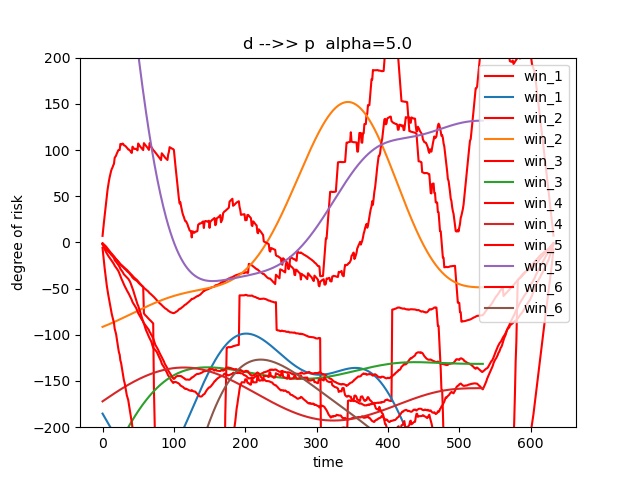 d -->> p  alpha=5.0
degree of risk
200
150
100
50
0
−50
−100
−150
−200
0
100
200
300
400
500
600
time
win_1
win_1
win_2
win_2
win_3
win_3
win_4
win_4
win_5
win_5
win_6
win_6